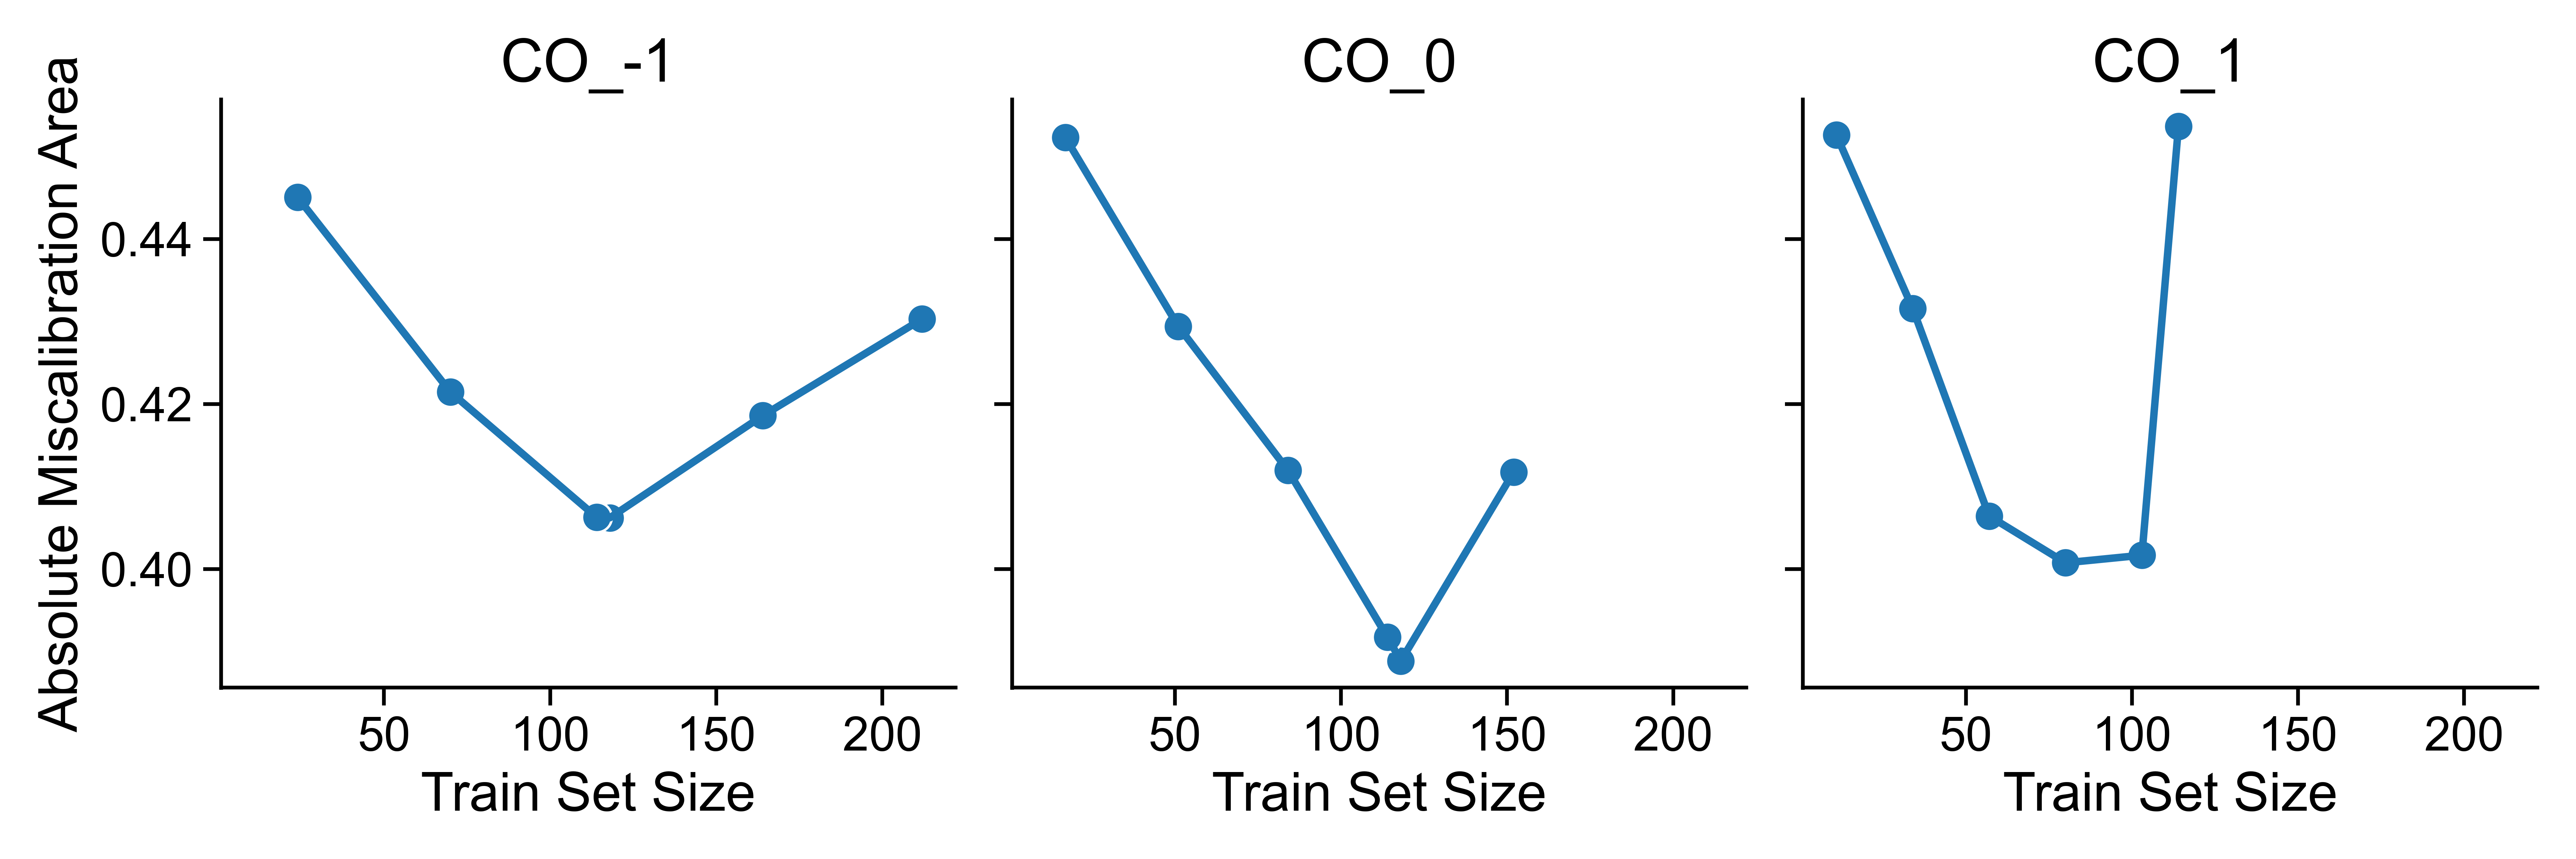 CO_-1
CO_0
CO_1
Absolute Miscalibration Area
0.44
0.42
0.40
50 100 150 200
50 100 150 200
50 100 150 200
Train Set Size
Train Set Size
Train Set Size